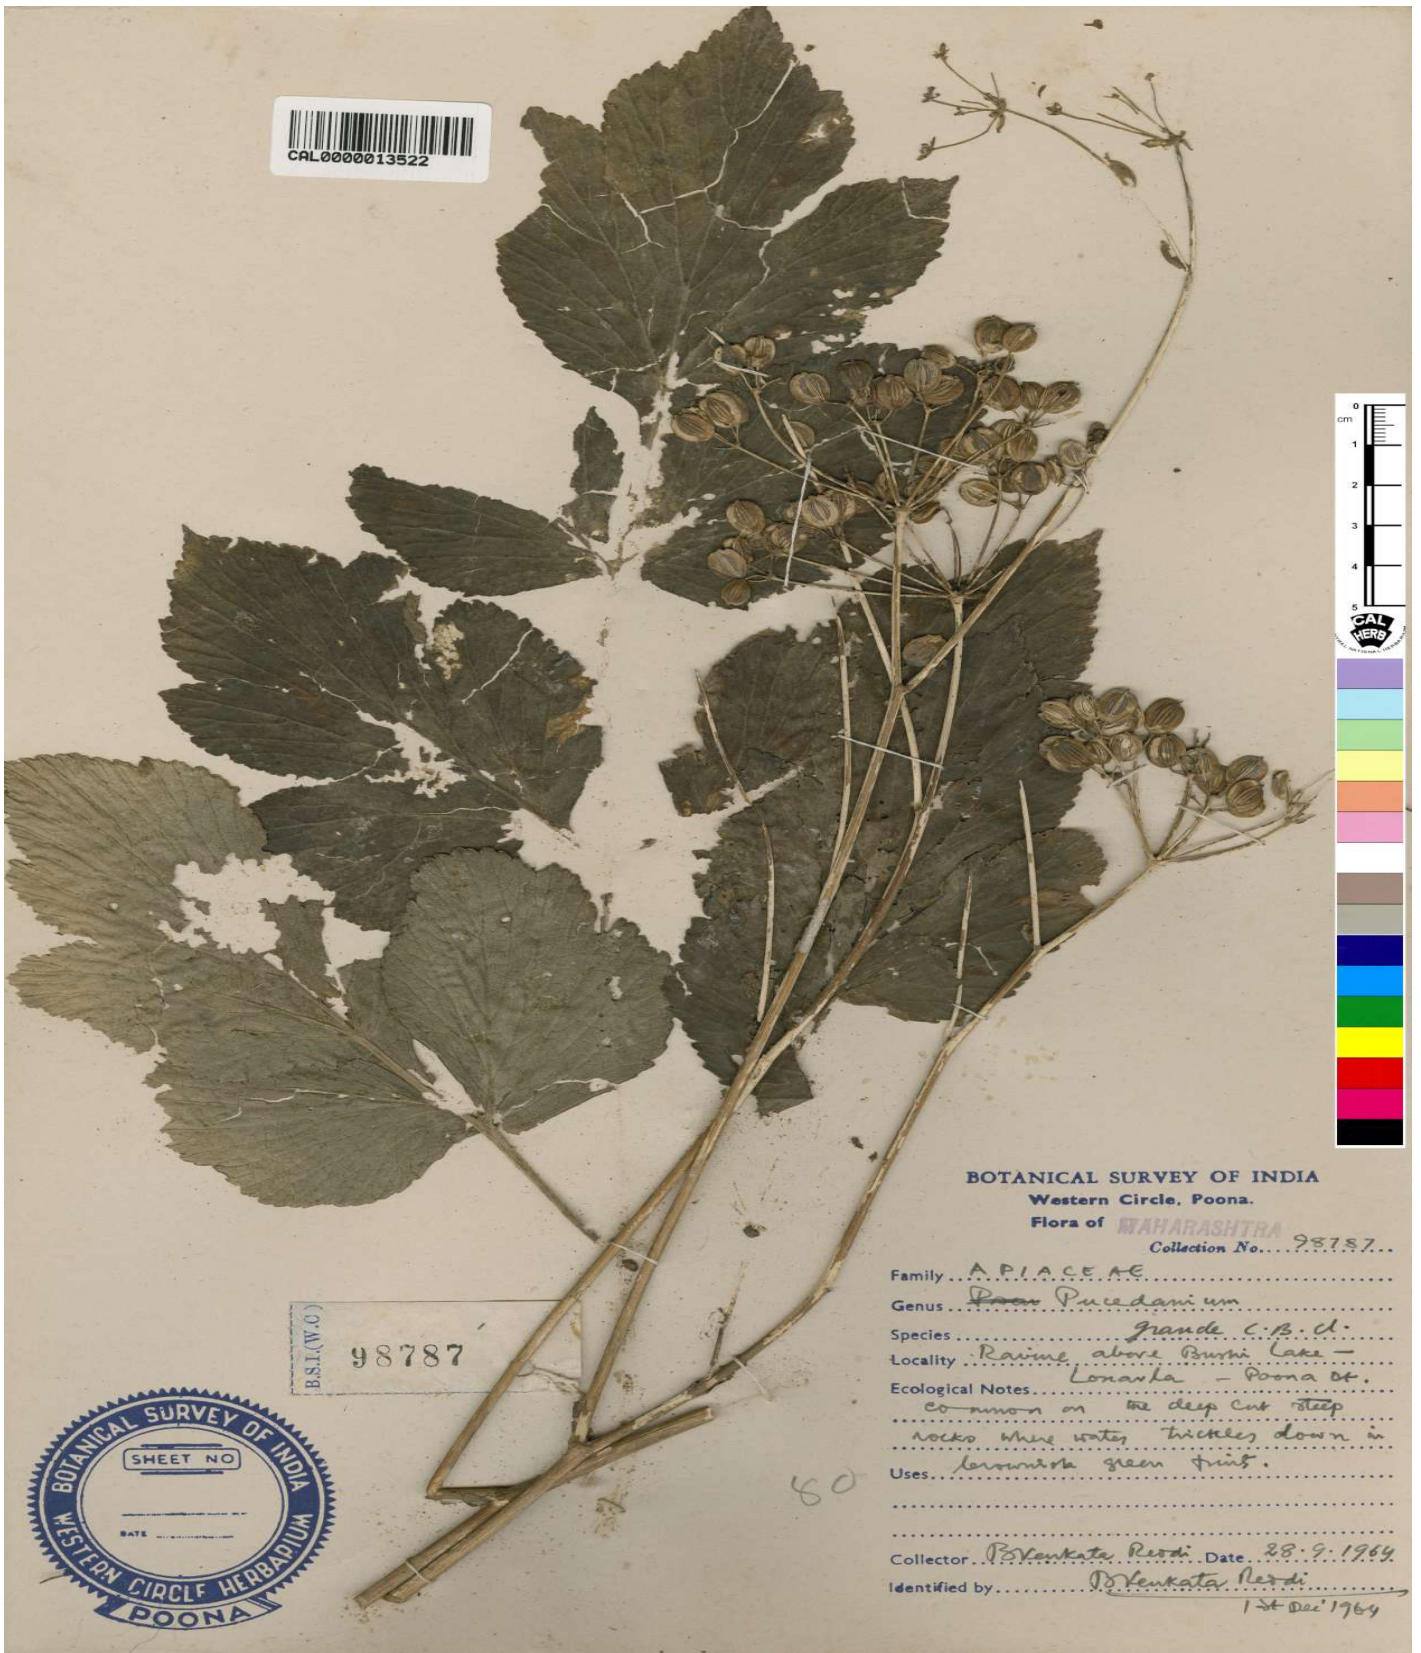 CAL0000013522
0
cm
1
2
3
4
5
CAL
HERB
BOTANICAL SURVEY OF INDIA
Western Circle, Poona.
Flora of MAHARASHTRA
Collection No. 98787
Family APIACEAE
Genus Pucedanium
Species grande C.B.Cl.
Locality Ravine above Bushi Lake —
Lonavla — Poona Dt.
Ecological Notes
common on the deep cut steep
rocks where water trickles down in
Uses brownish green fruits.
Collector B Venkata Reddi Date 28.9.1964
Identified by B Venkata Reddi
1st Dec 1964
B.S.I.(W.C)
98787
80
BOTANICAL SURVEY OF INDIA
SHEET NO
DATE
WESTERN CIRCLE HERBARIUM
POONA